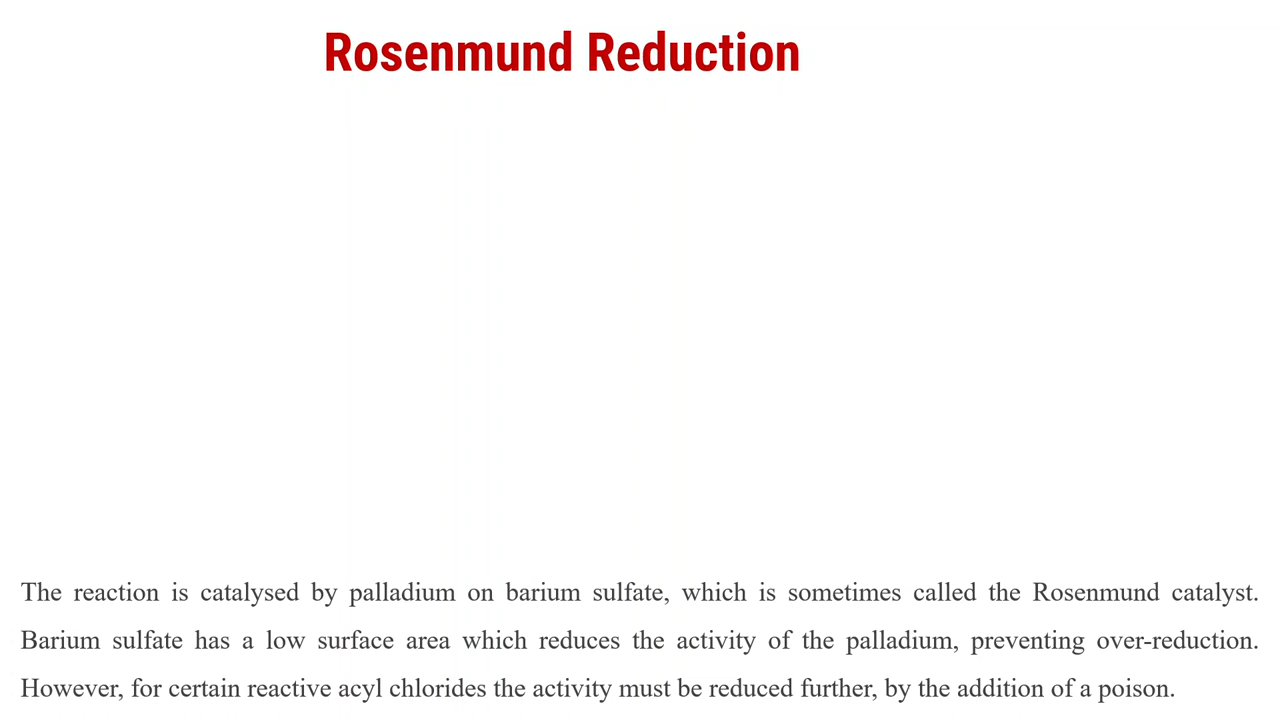 Rosenmund Reduction
The reaction is catalysed by palladium on barium sulfate, which is sometimes called the Rosenmund catalyst.
Barium sulfate has a low surface area which reduces the activity of the palladium, preventing over-reduction.
However, for certain reactive acyl chlorides the activity must be reduced further, by the addition of a poison.